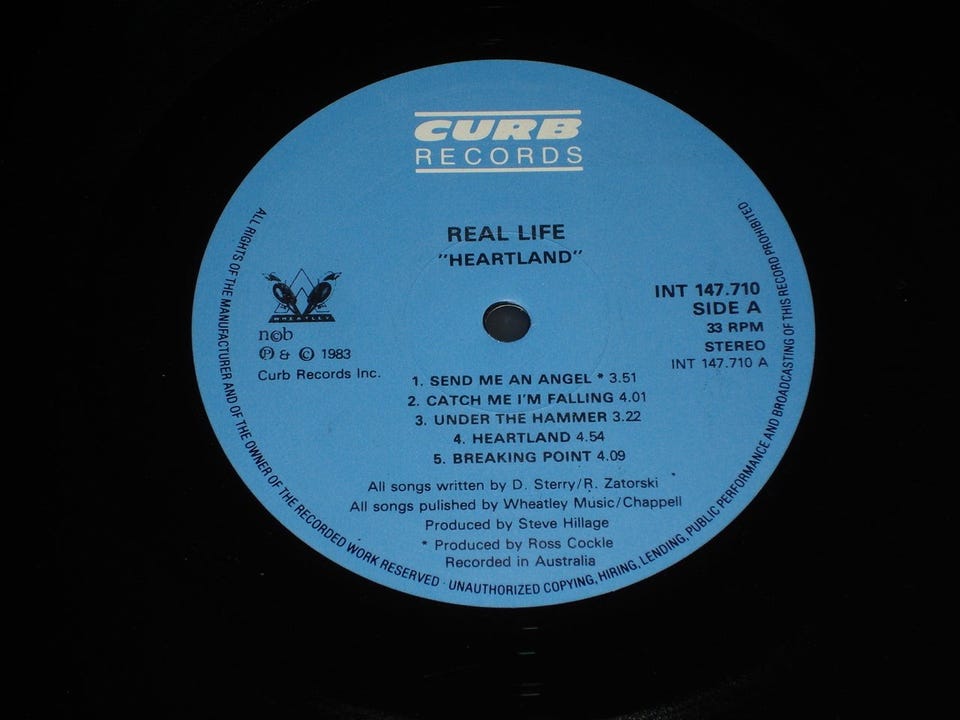 CURB
RECORDS
REAL LIFE
"HEARTLAND"
WHEATLEY
ncb
Ⓟ & © 1983
Curb Records Inc.
INT 147.710
SIDE A
33 RPM
STEREO
INT 147.710 A
1. SEND ME AN ANGEL * 3.51
2. CATCH ME I'M FALLING 4.01
3. UNDER THE HAMMER 3.22
4. HEARTLAND 4.54
5. BREAKING POINT 4.09
All songs written by D. Sterry/R. Zatorski
All songs pulished by Wheatley Music/Chappell
Produced by Steve Hillage
* Produced by Ross Cockle
Recorded in Australia
ALL RIGHTS OF THE MANUFACTURER AND OF THE OWNER OF THE RECORDED WORK RESERVED · UNAUTHORIZED COPYING, HIRING, LENDING, PUBLIC PERFORMANCE AND BROADCASTING OF THIS RECORD PROHIBITED